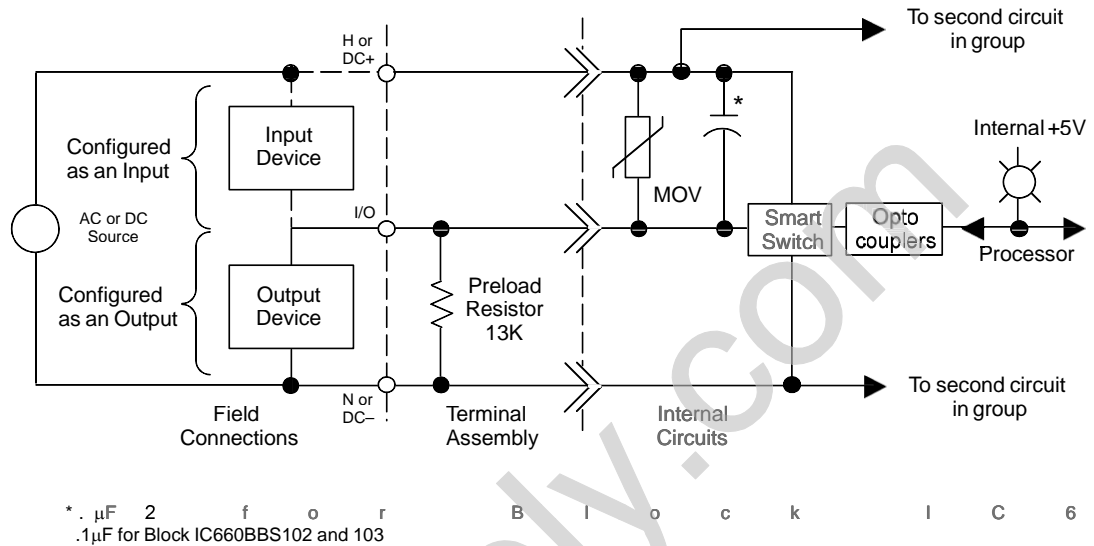 To second circuit
in group
H or
DC+
*
Input
Device
Configured
as an Input
Internal +5V
MOV
I/O
AC or DC
Source
Smart
Switch
Opto
couplers
Processor
Configured
as an Output
Output
Device
Preload
Resistor
13K
To second circuit
in group
N or
DC–
Field
Connections
Terminal
Assembly
Internal
Circuits
* . μF 2 f o r B l o c k I C 6
.1μF for Block IC660BBS102 and 103
ly.com